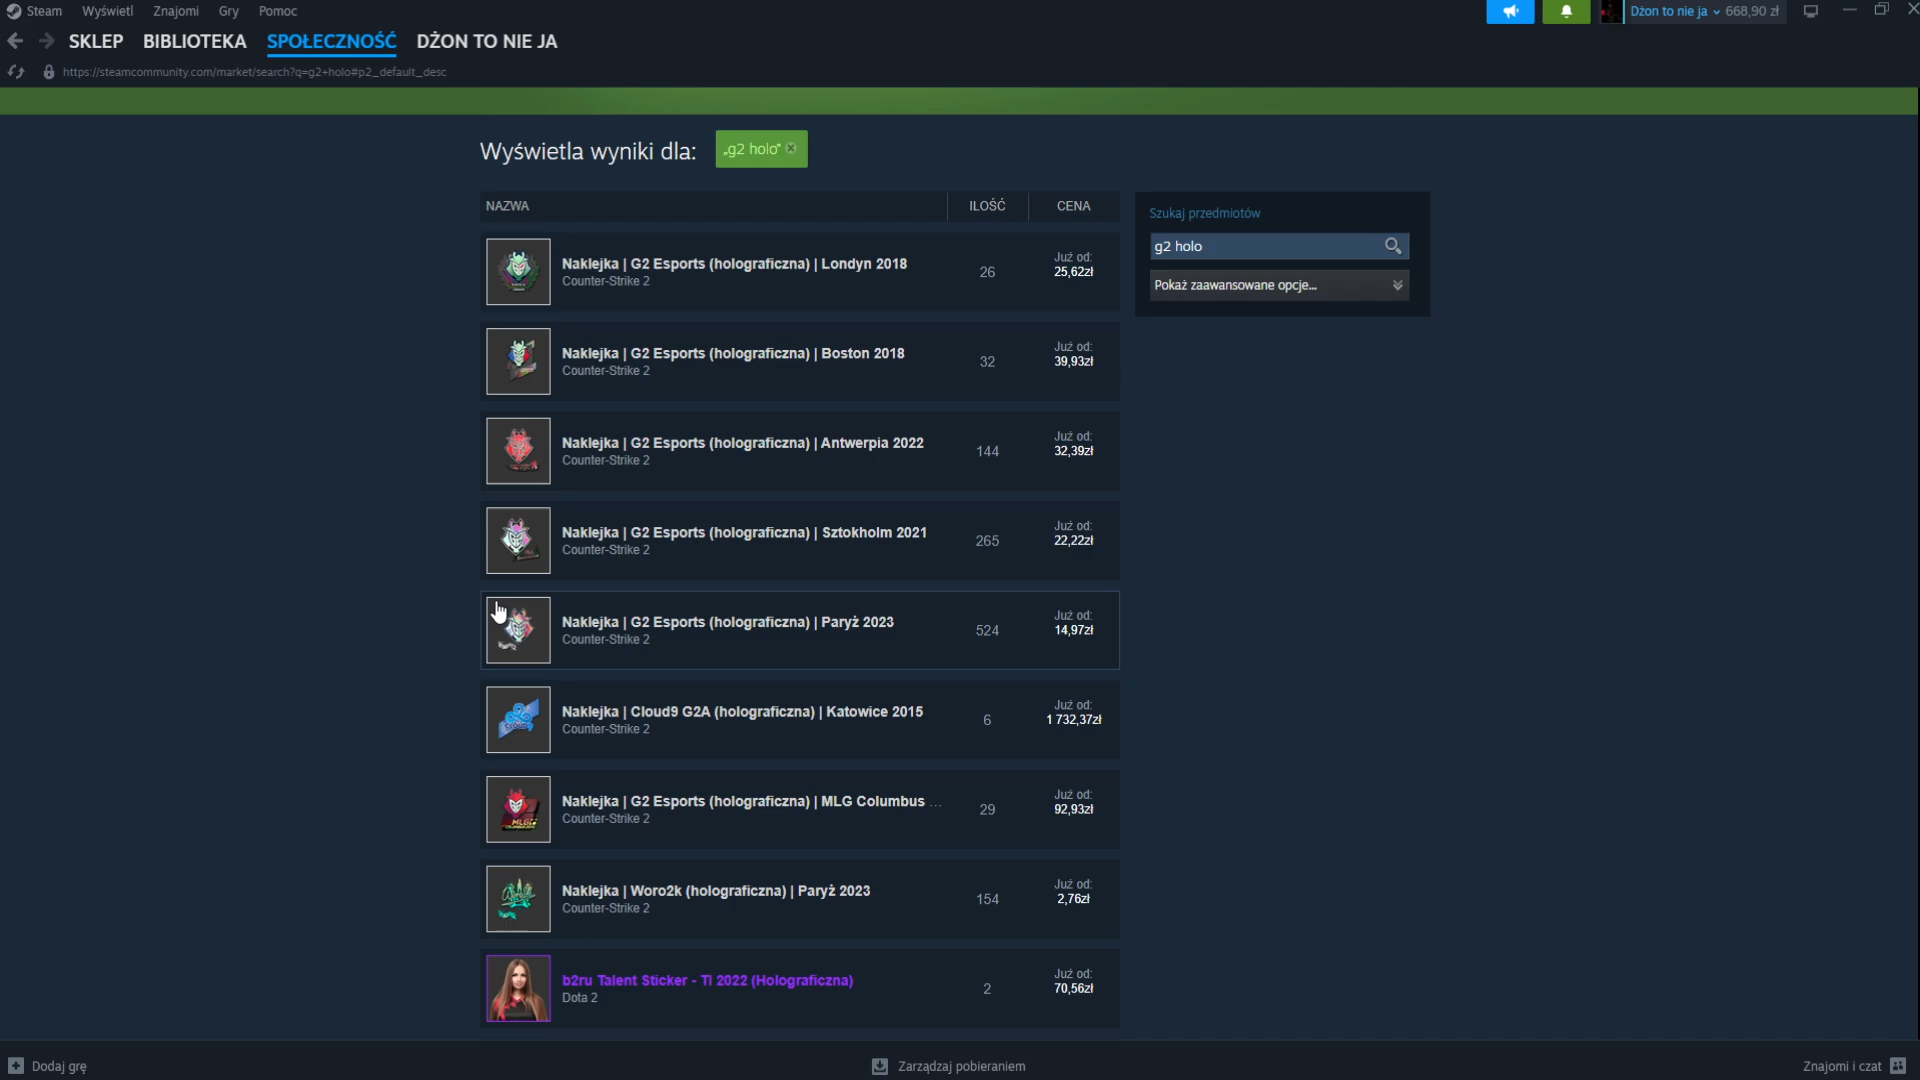 Steam Wyświetl Znajomi Gry Pomoc
Dżon to nie ja 668,90 zł
SKLEP BIBLIOTEKA SPOŁECZNOŚĆ DŻON TO NIE JA
https://steamcommunity.com/market/search?q=g2+holo#p2_default_desc
Wyświetla wyniki dla: „g2 holo”
NAZWA ILOŚĆ CENA
Szukaj przedmiotów
g2 holo
Pokaż zaawansowane opcje...
Naklejka | G2 Esports (holograficzna) | Londyn 2018
Counter-Strike 2
26
Już od:
25,62zł
Naklejka | G2 Esports (holograficzna) | Boston 2018
Counter-Strike 2
32
Już od:
39,93zł
Naklejka | G2 Esports (holograficzna) | Antwerpia 2022
Counter-Strike 2
144
Już od:
32,39zł
Naklejka | G2 Esports (holograficzna) | Sztokholm 2021
Counter-Strike 2
265
Już od:
22,22zł
Naklejka | G2 Esports (holograficzna) | Paryż 2023
Counter-Strike 2
524
Już od:
14,97zł
Naklejka | Cloud9 G2A (holograficzna) | Katowice 2015
Counter-Strike 2
6
Już od:
1 732,37zł
Naklejka | G2 Esports (holograficzna) | MLG Columbus ...
Counter-Strike 2
29
Już od:
92,93zł
Naklejka | Woro2k (holograficzna) | Paryż 2023
Counter-Strike 2
154
Już od:
2,76zł
b2ru Talent Sticker - TI 2022 (Holograficzna)
Dota 2
2
Już od:
70,56zł
Dodaj grę
Zarządzaj pobieraniem
Znajomi i czat